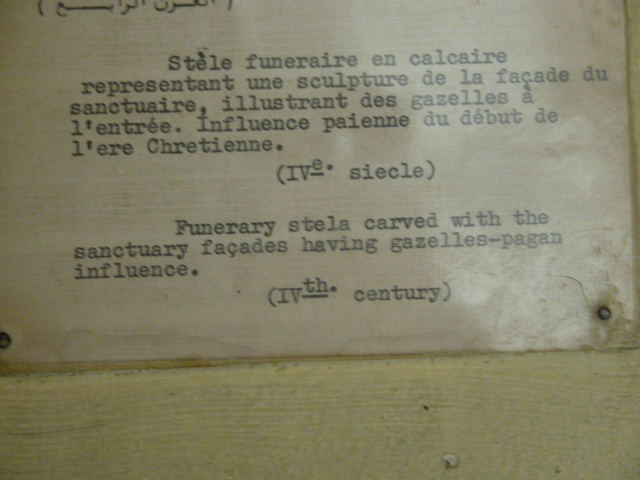 ( القرن الرابع )
Stèle funeraire en calcaire
representant une sculpture de la façade du
sanctuaire, illustrant des gazelles à
l'entrée. Influence paienne du début de
l'ere Chretienne.
(IVe. siecle)
Funerary stela carved with the
sanctuary façades having gazelles-pagan
influence.
(IVth. century)